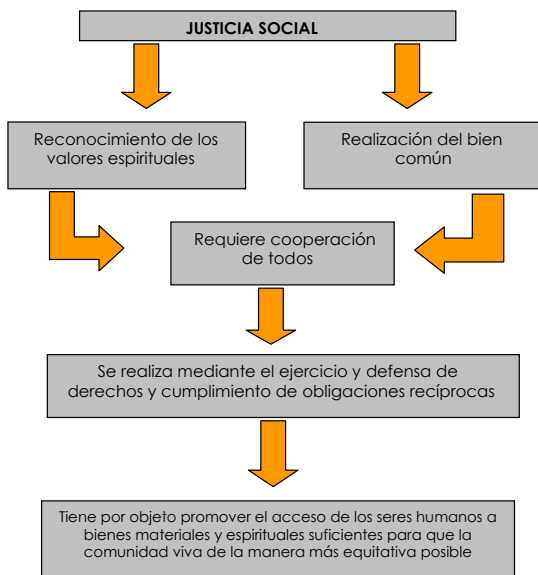 JUSTICIA SOCIAL
Reconocimiento de los
valores espirituales
Realización del bien
común
Requiere cooperación
de todos
Se realiza mediante el ejercicio y defensa de
derechos y cumplimiento de obligaciones recíprocas
Tiene por objeto promover el acceso de los seres humanos a
bienes materiales y espirituales suficientes para que la
comunidad viva de la manera más equitativa posible